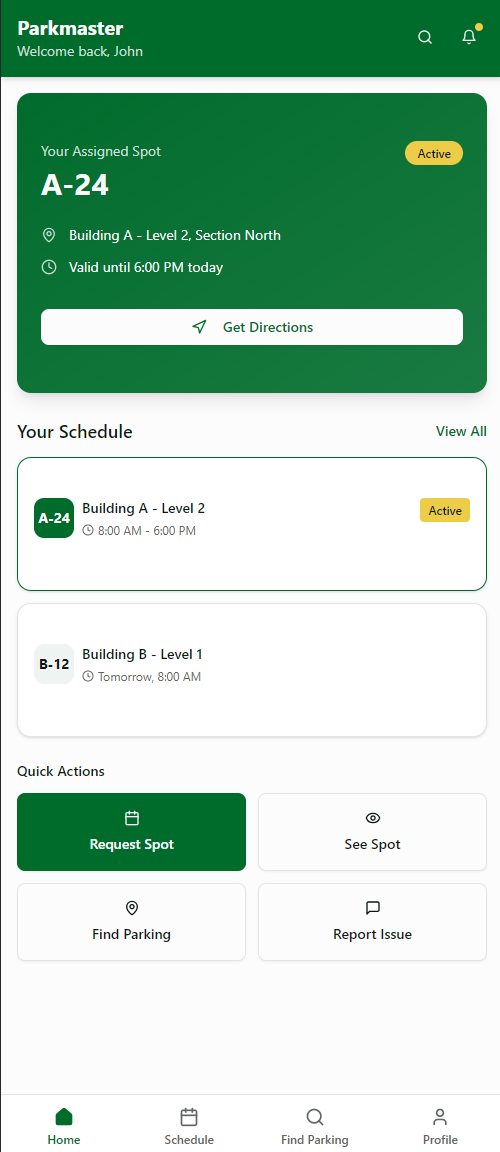 Parkmaster
Welcome back, John
Your Assigned Spot
Active
A-24
Building A - Level 2, Section North
Valid until 6:00 PM today
Get Directions
Your Schedule
View All
A-24
Building A - Level 2
8:00 AM - 6:00 PM
Active
B-12
Building B - Level 1
Tomorrow, 8:00 AM
Quick Actions
Request Spot
See Spot
Find Parking
Report Issue
Home
Schedule
Find Parking
Profile